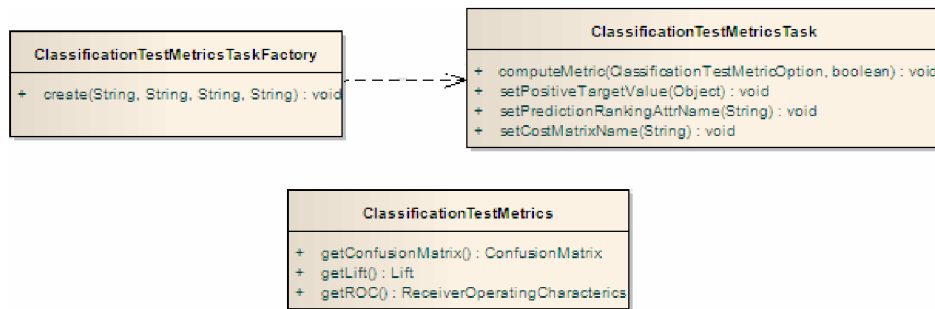 ClassificationTestMetricsTaskFactory
+ create(String, String, String, String) : void
ClassificationTestMetricsTask
+ computeMetric(ClassificationTestMetricOption, boolean) : void
+ setPositiveTargetValue(Object) : void
+ setPredictionRankingAttrName(String) : void
+ setCostMatrixName(String) : void
ClassificationTestMetrics
+ getConfusionMatrix() : ConfusionMatrix
+ getLift() : Lift
+ getROC() : ReceiverOperatingCharacterics